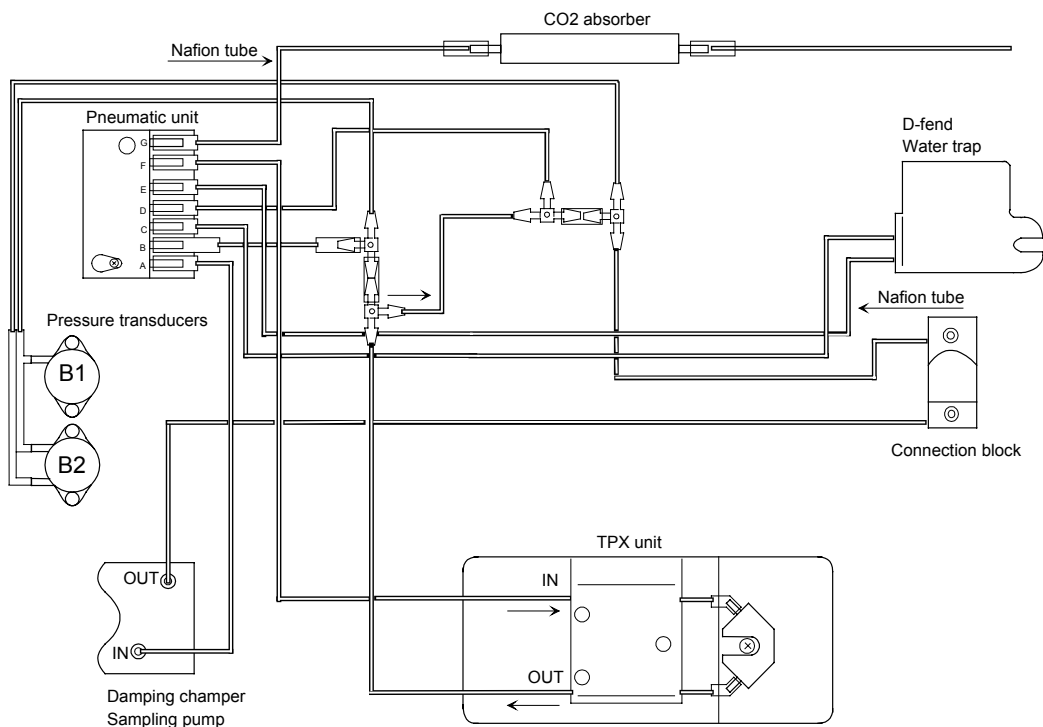 CO2 absorber
Nafion tube
Pneumatic unit
G
F
E
D
C
B
A
D-fend
Water trap
Nafion tube
Pressure transducers
B1
B2
Connection block
TPX unit
IN
OUT
OUT
IN
Damping champer
Sampling pump